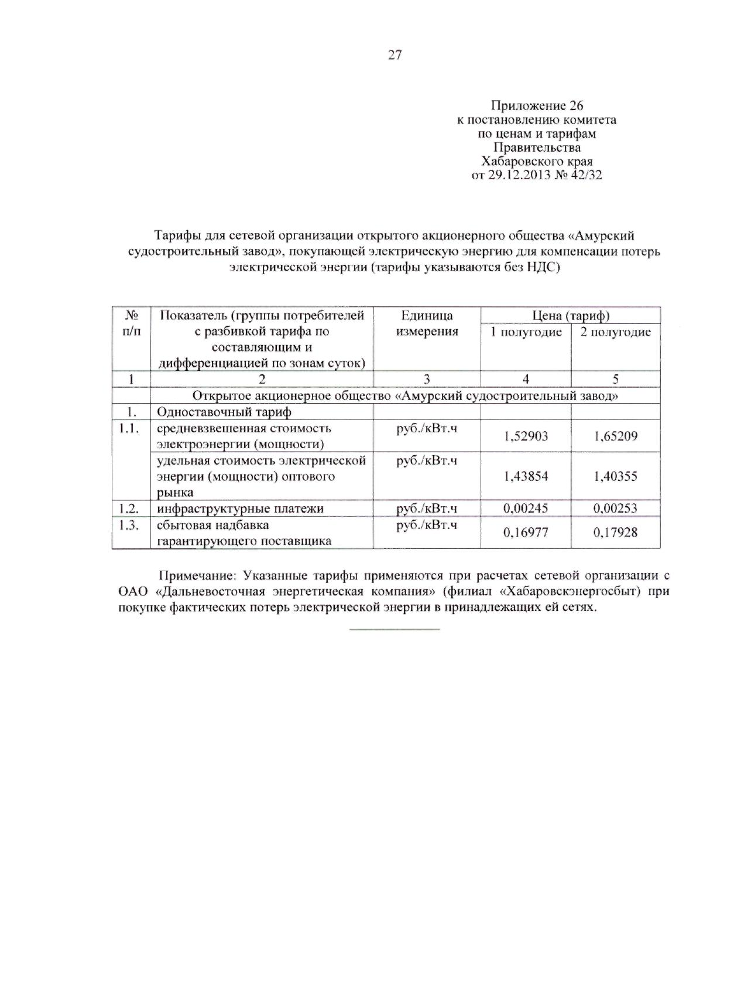 27
Приложение 26
к постановлению комитета
по ценам и тарифам
Правительства
Хабаровского края
от 29.12.2013 № 42/32
Тарифы для сетевой организации открытого акционерного общества «Амурский
судостроительный завод», покупающей электрическую энергию для компенсации потерь
электрической энергии (тарифы указываются без НДС)
№
п/п
Показатель (группы потребителей
с разбивкой тарифа по
составляющим и
дифференциацией по зонам суток)
Единица
измерения
Цена (тариф)
1 полугодие
2 полугодие
1
2
3
4
5
Открытое акционерное общество «Амурский судостроительный завод»
1.
Одноставочный тариф
1.1.
средневзвешенная стоимость
электроэнергии (мощности)
руб./кВт.ч
1,52903
1,65209
удельная стоимость электрической
энергии (мощности) оптового
рынка
руб./кВт.ч
1,43854
1,40355
1.2.
инфраструктурные платежи
руб./кВт.ч
0,00245
0,00253
1.3.
сбытовая надбавка
гарантирующего поставщика
руб./кВт.ч
0,16977
0,17928
Примечание: Указанные тарифы применяются при расчетах сетевой организации с
ОАО «Дальневосточная энергетическая компания» (филиал «Хабаровскэнергосбыт) при
покупке фактических потерь электрической энергии в принадлежащих ей сетях.